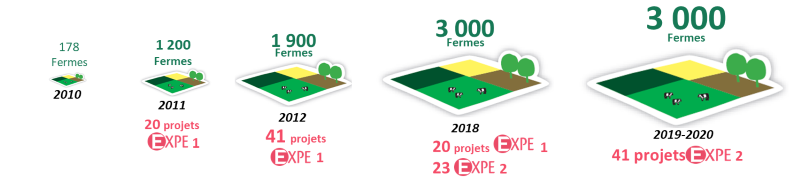 178
Fermes
2010
1 200
Fermes
2011
20 projets
EXPE 1
1 900
Fermes
2012
41 projets
EXPE 1
3 000
Fermes
2018
20 projets EXPE 1
23 EXPE 2
3 000
Fermes
2019-2020
41 projets EXPE 2